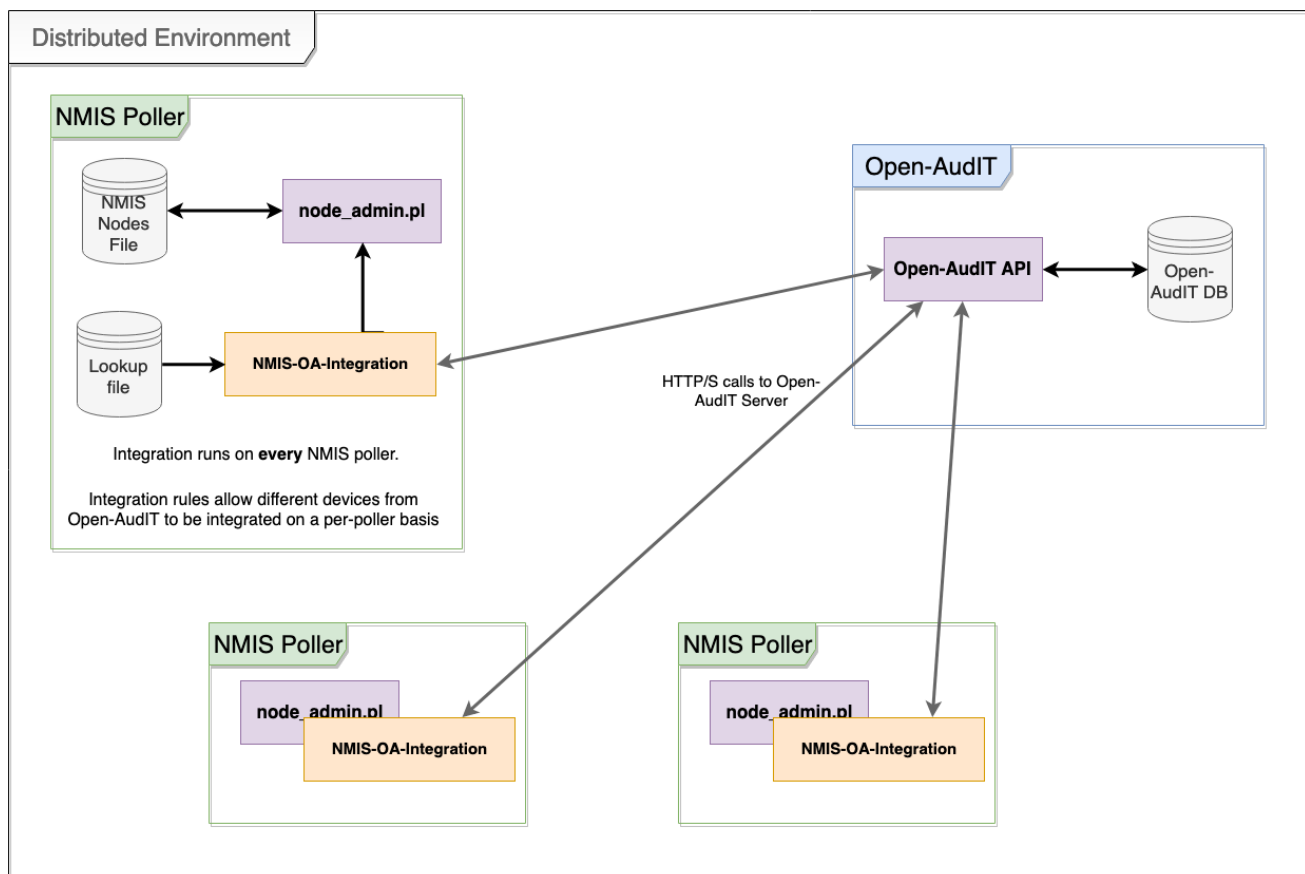 Distributed Environment
NMIS Poller
NMIS
Nodes
File
node_admin.pl
Lookup
file
NMIS-OA-Integration
Integration runs on every NMIS poller.
Integration rules allow different devices from
Open-AudIT to be integrated on a per-poller basis
Open-AudIT
Open-AudIT API
Open-
AudIT DB
HTTP/S calls to Open-
AudIT Server
NMIS Poller
node_admin.pl
NMIS-OA-Integration
NMIS Poller
node_admin.pl
NMIS-OA-Integration